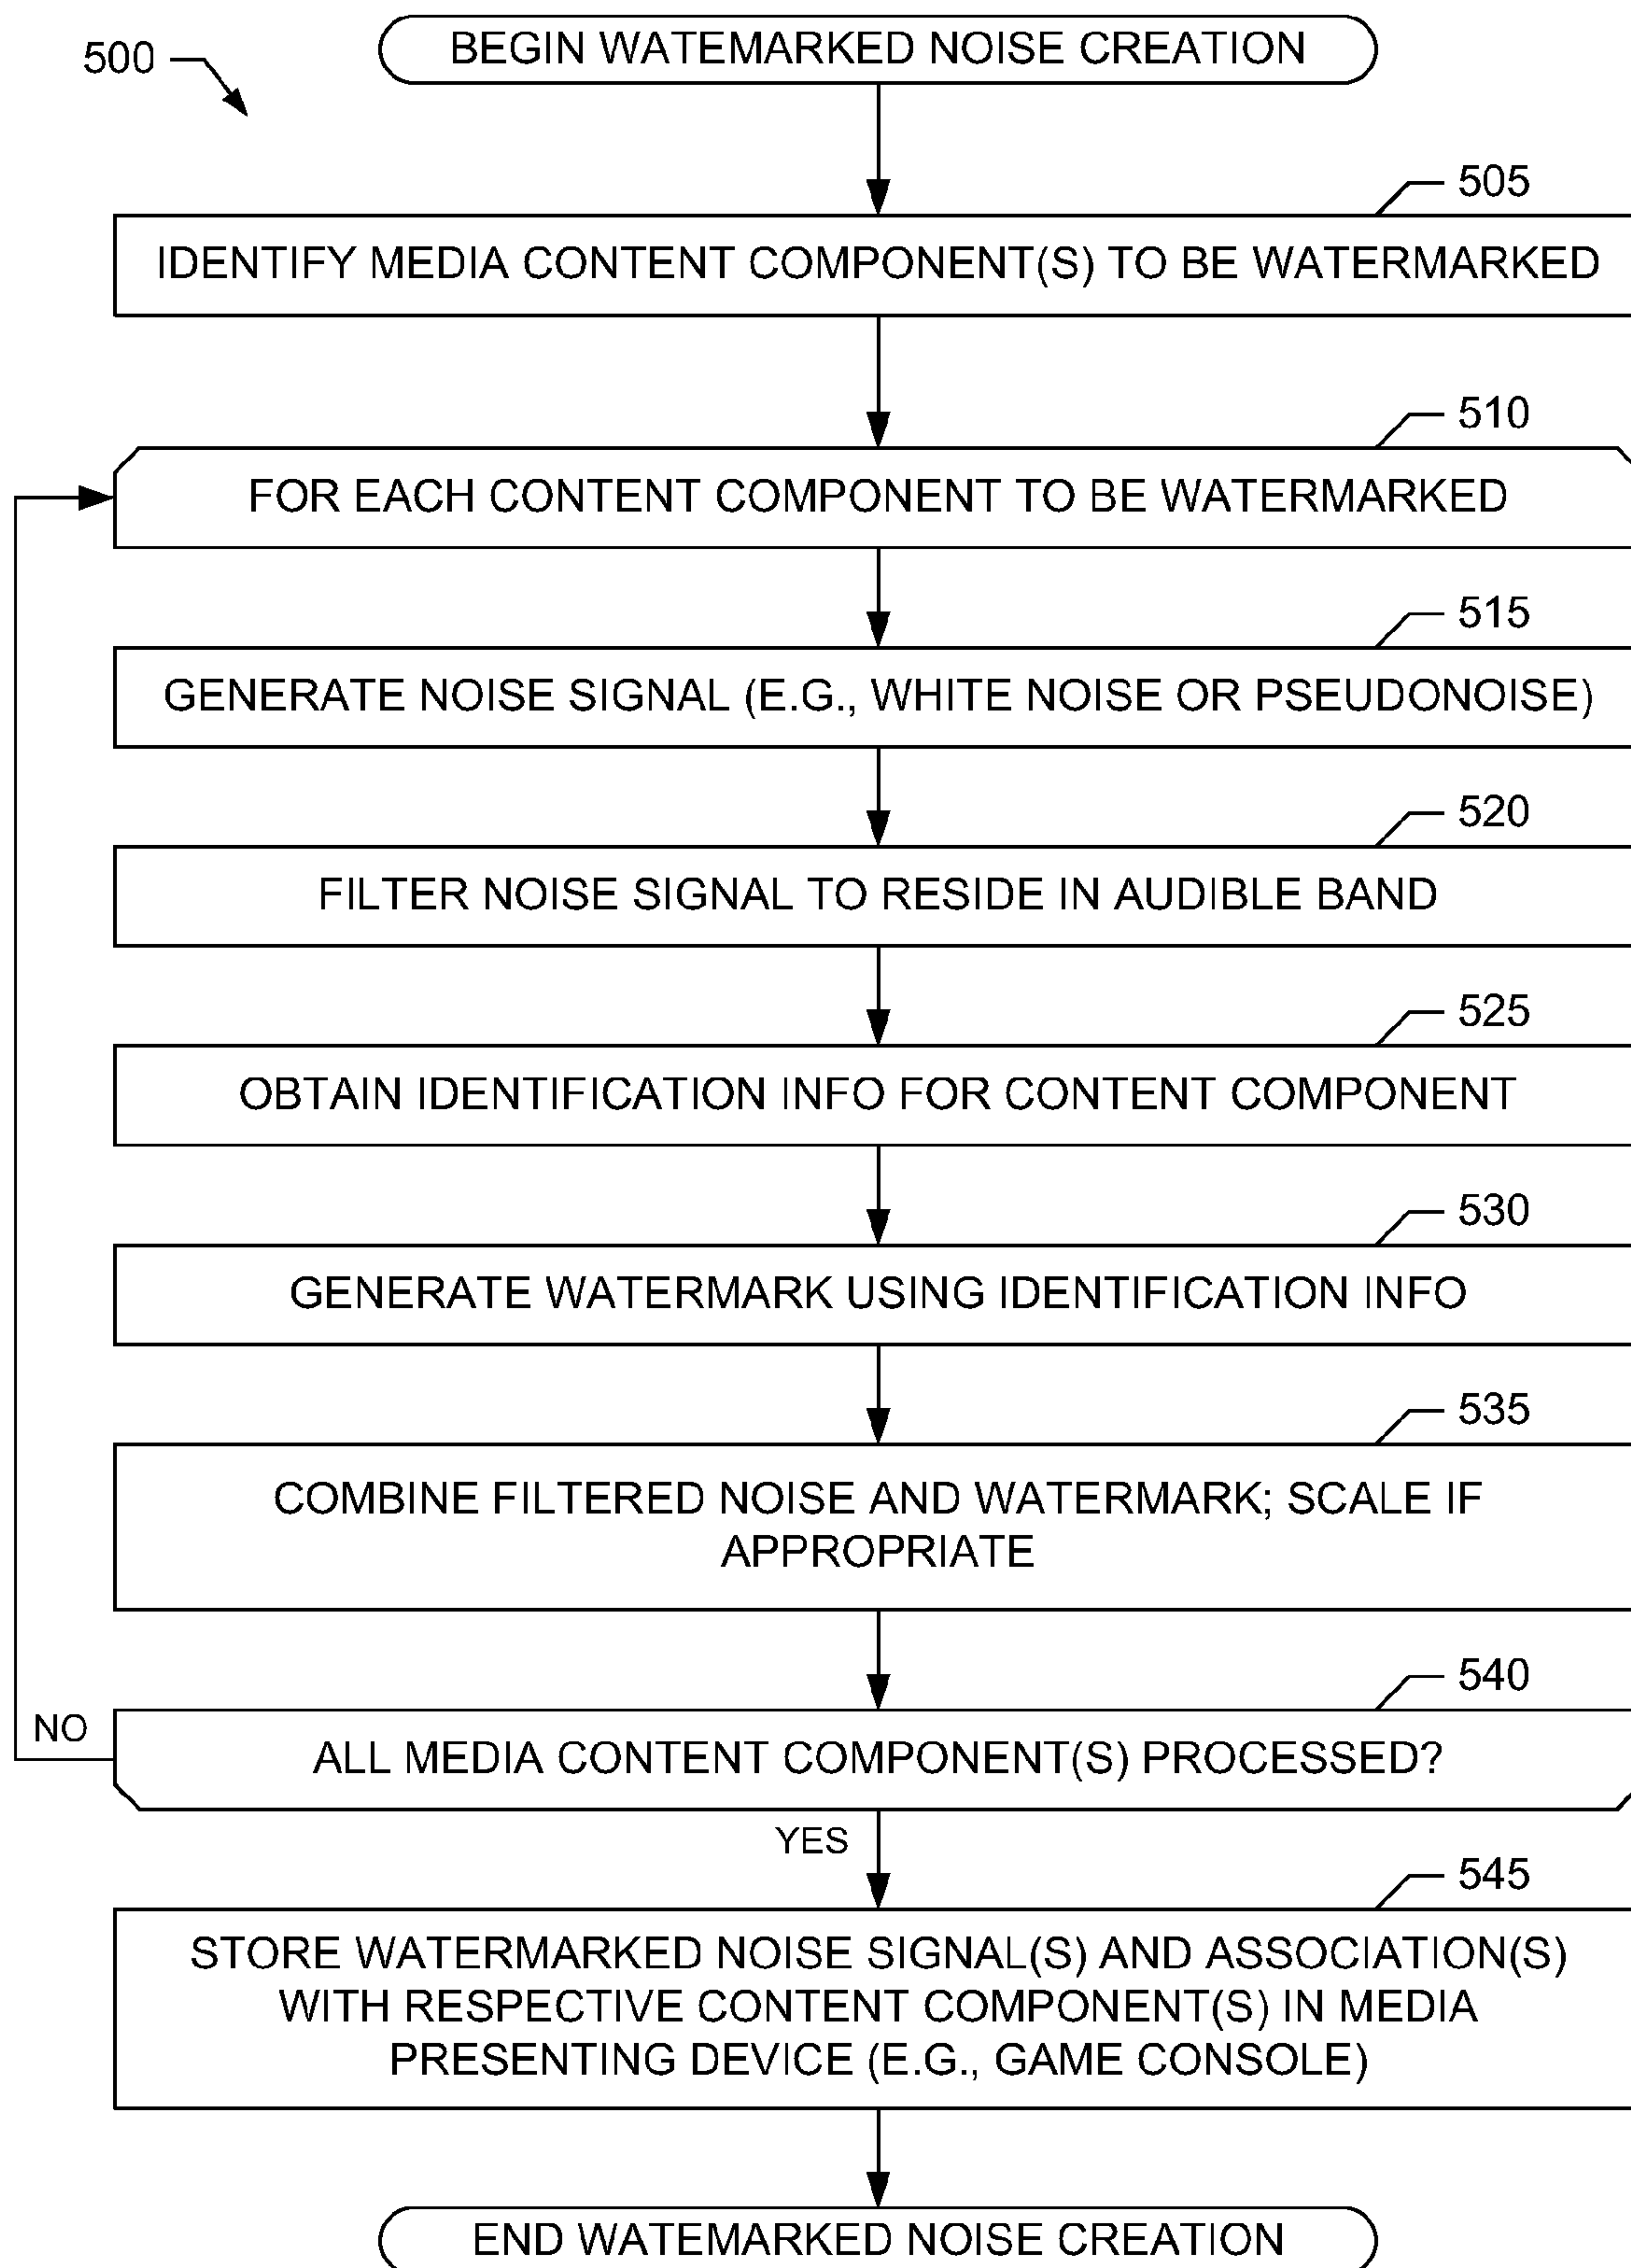 500
BEGIN WATEMARKED NOISE CREATION
505
IDENTIFY MEDIA CONTENT COMPONENT(S) TO BE WATERMARKED
510
FOR EACH CONTENT COMPONENT TO BE WATERMARKED
515
GENERATE NOISE SIGNAL (E.G., WHITE NOISE OR PSEUDONOISE)
520
FILTER NOISE SIGNAL TO RESIDE IN AUDIBLE BAND
525
OBTAIN IDENTIFICATION INFO FOR CONTENT COMPONENT
530
GENERATE WATERMARK USING IDENTIFICATION INFO
535
COMBINE FILTERED NOISE AND WATERMARK; SCALE IF
APPROPRIATE
540
NO
ALL MEDIA CONTENT COMPONENT(S) PROCESSED?
YES
545
STORE WATERMARKED NOISE SIGNAL(S) AND ASSOCIATION(S)
WITH RESPECTIVE CONTENT COMPONENT(S) IN MEDIA
PRESENTING DEVICE (E.G., GAME CONSOLE)
END WATEMARKED NOISE CREATION